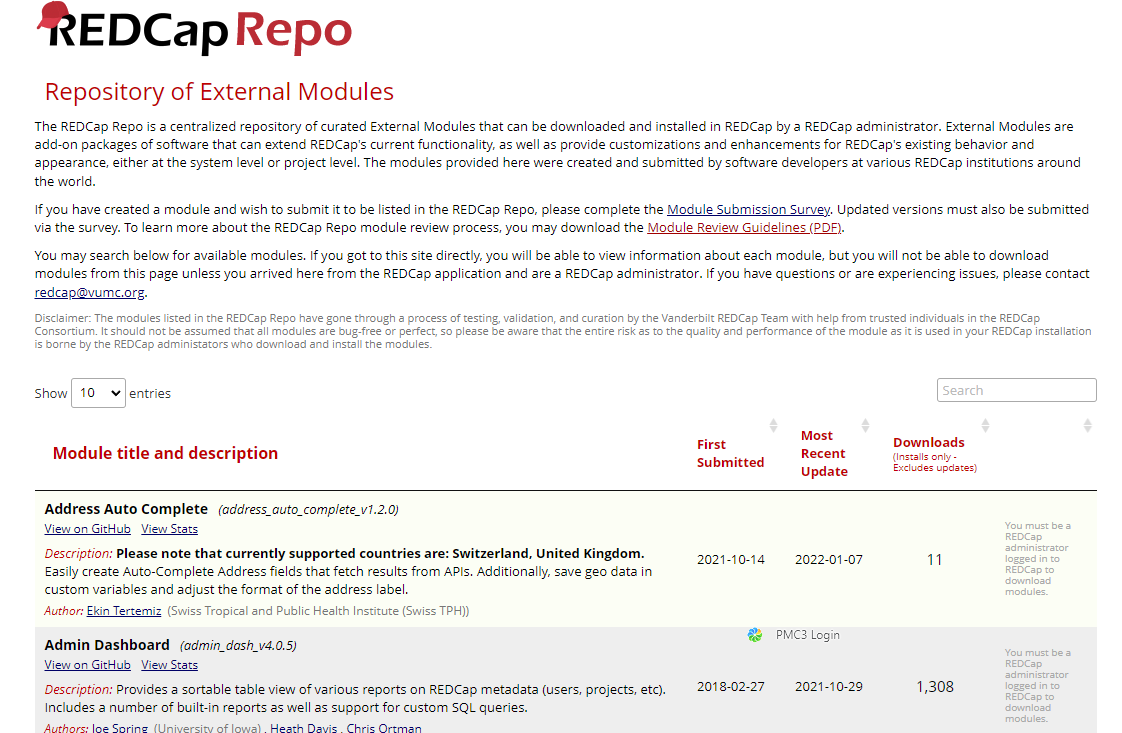 REDCap Repo
Repository of External Modules
The REDCap Repo is a centralized repository of curated External Modules that can be downloaded and installed in REDCap by a REDCap administrator. External Modules are
add-on packages of software that can extend REDCap's current functionality, as well as provide customizations and enhancements for REDCap's existing behavior and
appearance, either at the system level or project level. The modules provided here were created and submitted by software developers at various REDCap institutions around
the world.
If you have created a module and wish to submit it to be listed in the REDCap Repo, please complete the Module Submission Survey. Updated versions must also be submitted
via the survey. To learn more about the REDCap Repo module review process, you may download the Module Review Guidelines (PDF).
You may search below for available modules. If you got to this site directly, you will be able to view information about each module, but you will not be able to download
modules from this page unless you arrived here from the REDCap application and are a REDCap administrator. If you have questions or are experiencing issues, please contact
redcap@vumc.org.
Disclaimer: The modules listed in the REDCap Repo have gone through a process of testing, validation, and curation by the Vanderbilt REDCap Team with help from trusted individuals in the REDCap
Consortium. It should not be assumed that all modules are bug-free or perfect, so please be aware that the entire risk as to the quality and performance of the module as it is used in your REDCap installation
is borne by the REDCap administators who download and install the modules.
Show 10 entries
Search
Module title and description
First
Submitted
Most
Recent
Update
Downloads
(Installs only -
Excludes updates)
Address Auto Complete (address_auto_complete_v1.2.0)
View on GitHub View Stats
Description: Please note that currently supported countries are: Switzerland, United Kingdom.
Easily create Auto-Complete Address fields that fetch results from APIs. Additionally, save geo data in
custom variables and adjust the format of the address label.
Author: Ekin Tertemiz (Swiss Tropical and Public Health Institute (Swiss TPH))
2021-10-14
2022-01-07
11
You must be a
REDCap
administrator
logged in to
REDCap to
download
modules.
Admin Dashboard (admin_dash_v4.0.5)
View on GitHub View Stats
Description: Provides a sortable table view of various reports on REDCap metadata (users, projects, etc).
Includes a number of built-in reports as well as support for custom SQL queries.
Authors: Joe Spring (University of Iowa) , Heath Davis , Chris Ortman
PMC3 Login
2018-02-27
2021-10-29
1,308
You must be a
REDCap
administrator
logged in to
REDCap to
download
modules.